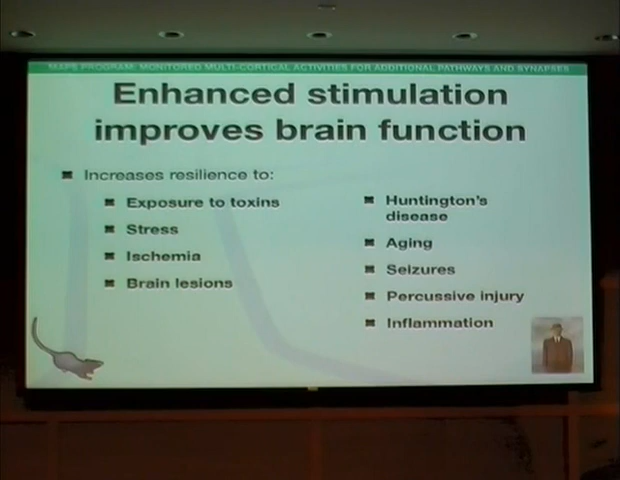 MAPS PROGRAM: MONITORED MULTI-CORTICAL ACTIVITIES FOR ADDITIONAL PATHWAYS AND SYNAPSES
Enhanced stimulation
improves brain function
Increases resilience to:
Exposure to toxins
Stress
Ischemia
Brain lesions
Huntington's
disease
Aging
Seizures
Percussive injury
Inflammation